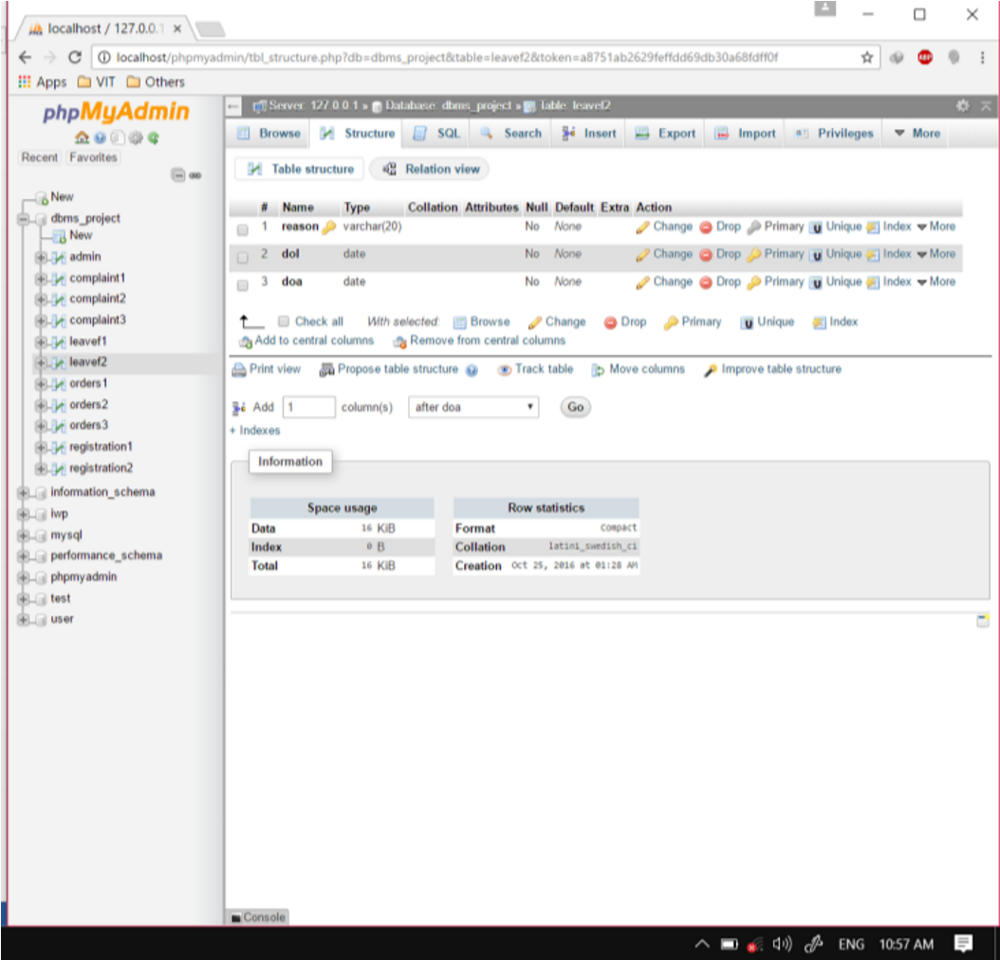 localhost / 127.0.0.1
localhost/phpmyadmin/tbl_structure.php?db=dbms_project&table=leavef2&token=a8751ab2629feffdd69db30a68fdff0f
ABP
Apps VIT Others
phpMyAdmin
Recent Favorites
New
dbms_project
New
admin
complaint1
complaint2
complaint3
leavef1
leavef2
orders1
orders2
orders3
registration1
registration2
information_schema
iwp
mysql
performance_schema
phpmyadmin
test
user
Server: 127.0.0.1 » Database: dbms_project » Table: leavef2
Browse Structure SQL Search Insert Export Import Privileges More
Table structure Relation view
# Name Type Collation Attributes Null Default Extra Action
1 reason varchar(20) No None Change Drop Primary Unique Index More
2 dol date No None Change Drop Primary Unique Index More
3 doa date No None Change Drop Primary Unique Index More
Check all With selected: Browse Change Drop Primary Unique Index
Add to central columns Remove from central columns
Print view Propose table structure Track table Move columns Improve table structure
Add 1 column(s) after doa Go
+ Indexes
Information
Space usage
Data 16 KiB
Index 0 B
Total 16 KiB
Row statistics
Format Compact
Collation latin1_swedish_ci
Creation Oct 25, 2016 at 01:28 AM
Console
ENG 10:57 AM